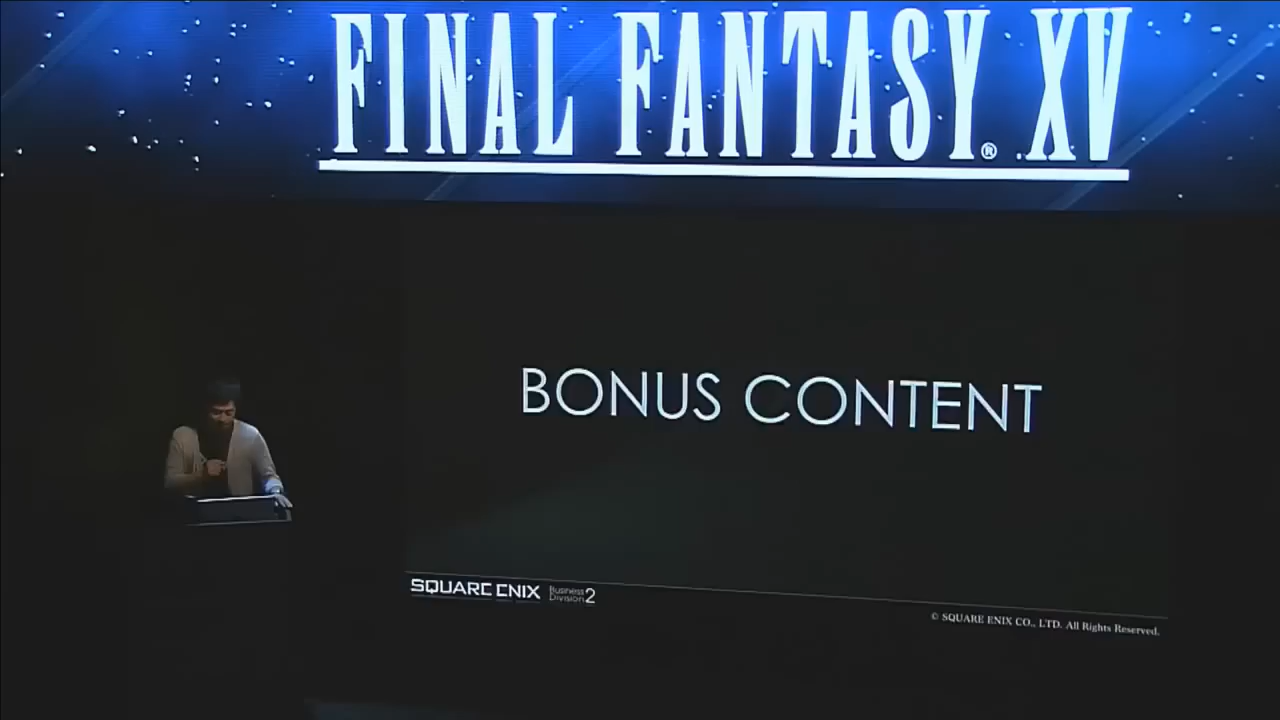 FINAL FANTASY® XV
BONUS CONTENT
SQUARE ENIX Business
Division 2
© SQUARE ENIX CO., LTD. All Rights Reserved.